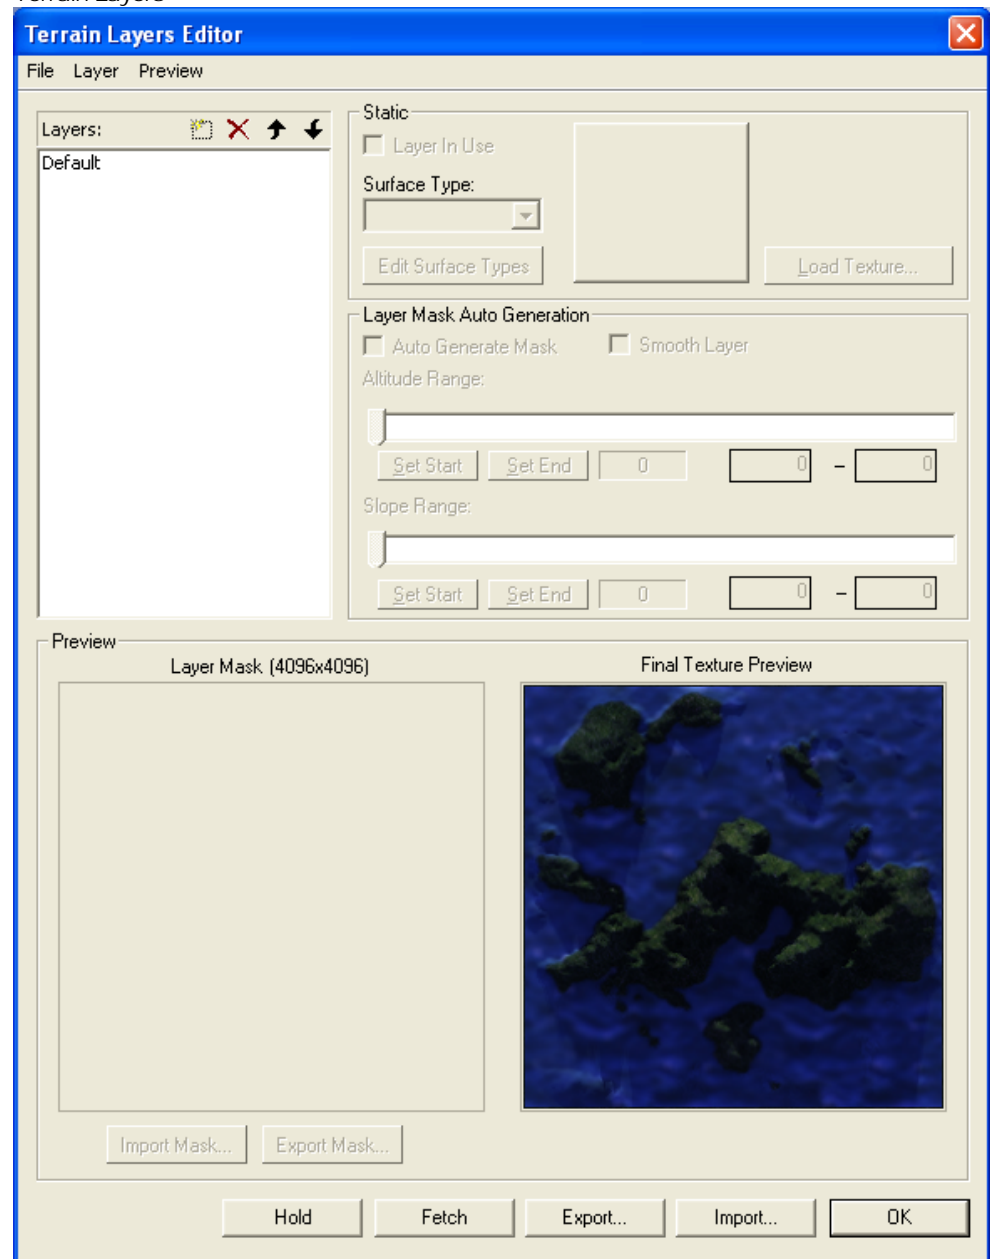 Terrain Layers
Terrain Layers Editor
File Layer Preview
Layers:
Default
Static
Layer In Use
Surface Type:
Edit Surface Types
Load Texture...
Layer Mask Auto Generation
Auto Generate Mask Smooth Layer
Altitude Range:
Set Start Set End 0 0 – 0
Slope Range:
Set Start Set End 0 0 – 0
Preview
Layer Mask (4096x4096) Final Texture Preview
Import Mask... Export Mask...
Hold Fetch Export... Import... OK